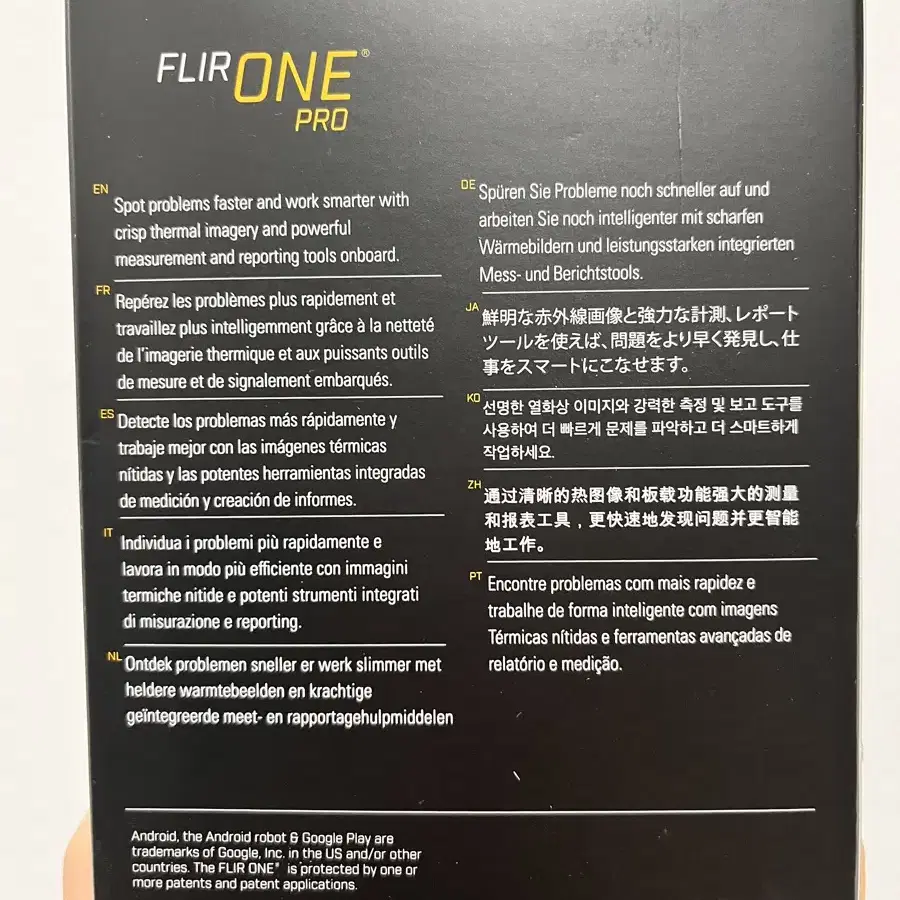 FLIR ONE®
PRO
EN
Spot problems faster and work smarter with
crisp thermal imagery and powerful
measurement and reporting tools onboard.
FR
Repérez les problèmes plus rapidement et
travaillez plus intelligemment grâce à la netteté
de l'imagerie thermique et aux puissants outils
de mesure et de signalement embarqués.
ES
Detecte los problemas más rápidamente y
trabaje mejor con las imágenes térmicas
nítidas y las potentes herramientas integradas
de medición y creación de informes.
IT
Individua i problemi più rapidamente e
lavora in modo più efficiente con immagini
termiche nitide e potenti strumenti integrati
di misurazione e reporting.
NL
Ontdek problemen sneller er werk slimmer met
heldere warmtebeelden en krachtige
geïntegreerde meet- en rapportagehulpmiddelen
DE
Spüren Sie Probleme noch schneller auf und
arbeiten Sie noch intelligenter mit scharfen
Wärmebildern und leistungsstarken integrierten
Mess- und Berichtstools.
JA
鮮明な赤外線画像と強力な計測、レポート
ツールを使えば、問題をより早く発見し、仕
事をスマートにこなせます。
KO
선명한 열화상 이미지와 강력한 측정 및 보고 도구를
사용하여 더 빠르게 문제를 파악하고 더 스마트하게
작업하세요.
ZH
通过清晰的热图像和板载功能强大的测量
和报表工具，更快速地发现问题并更智能
地工作。
PT
Encontre problemas com mais rapidez e
trabalhe de forma inteligente com imagens
Térmicas nítidas e ferramentas avançadas de
relatório e medição.
Android, the Android robot & Google Play are
trademarks of Google, Inc. in the US and/or other
countries. The FLIR ONE® is protected by one or
more patents and patent applications.